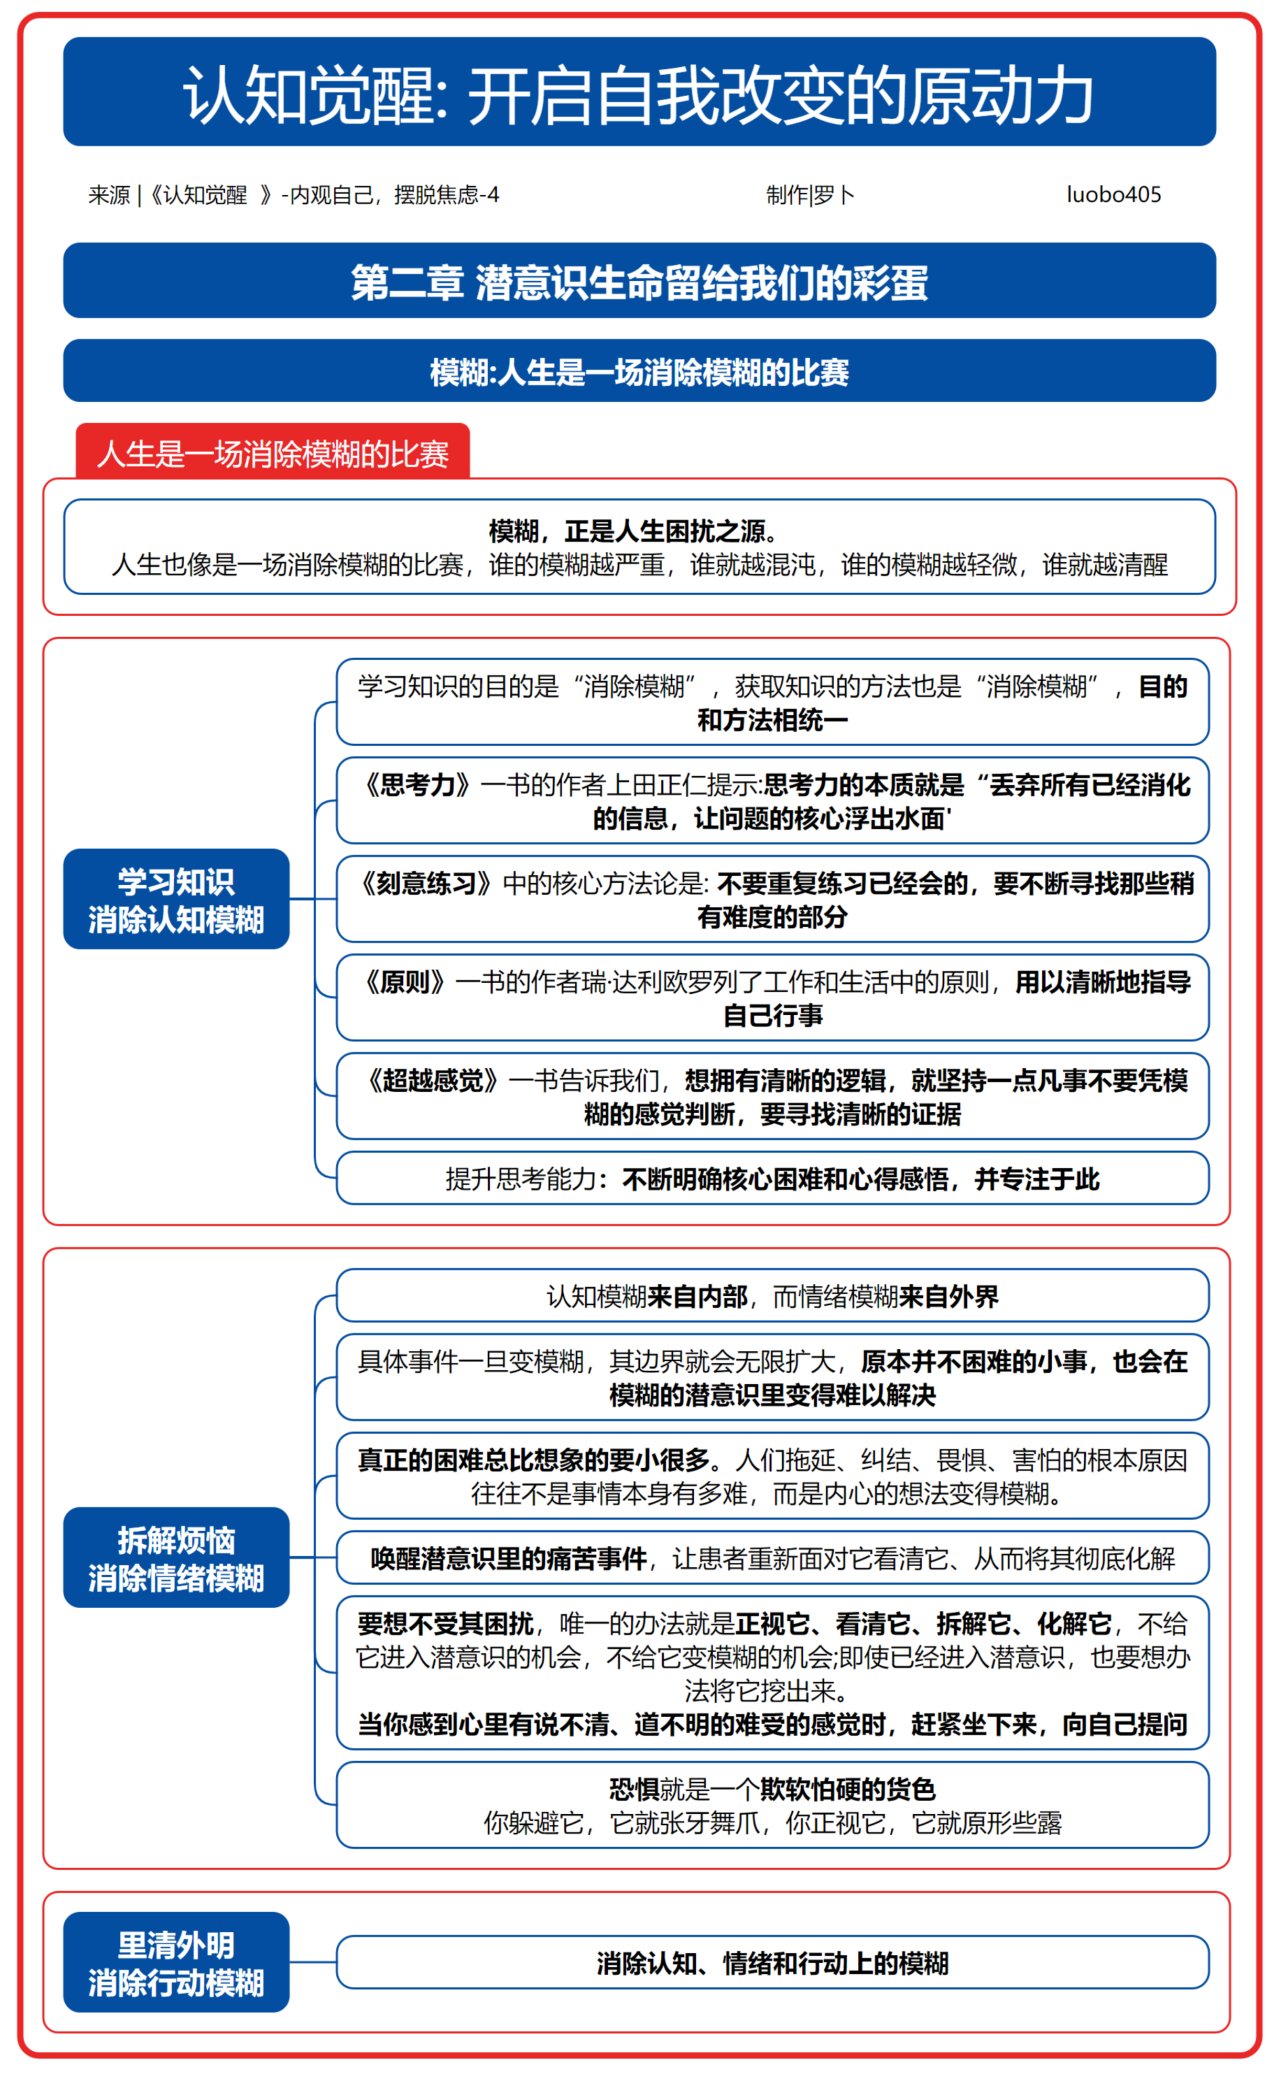 认知觉醒: 开启自我改变的原动力
来源 |《认知觉醒 》-内观自己，摆脱焦虑-4
制作|罗卜
luobo405
第二章 潜意识生命留给我们的彩蛋
模糊:人生是一场消除模糊的比赛
人生是一场消除模糊的比赛
模糊，正是人生困扰之源。
人生也像是一场消除模糊的比赛，谁的模糊越严重，谁就越混沌，谁的模糊越轻微，谁就越清醒
学习知识
消除认知模糊
学习知识的目的是“消除模糊”，获取知识的方法也是“消除模糊”，目的
和方法相统一
《思考力》一书的作者上田正仁提示:思考力的本质就是“丢弃所有已经消化
的信息，让问题的核心浮出水面'
《刻意练习》中的核心方法论是: 不要重复练习已经会的，要不断寻找那些稍
有难度的部分
《原则》一书的作者瑞·达利欧罗列了工作和生活中的原则，用以清晰地指导
自己行事
《超越感觉》一书告诉我们，想拥有清晰的逻辑，就坚持一点凡事不要凭模
糊的感觉判断，要寻找清晰的证据
提升思考能力：不断明确核心困难和心得感悟，并专注于此
拆解烦恼
消除情绪模糊
认知模糊来自内部，而情绪模糊来自外界
具体事件一旦变模糊，其边界就会无限扩大，原本并不困难的小事，也会在
模糊的潜意识里变得难以解决
真正的困难总比想象的要小很多。人们拖延、纠结、畏惧、害怕的根本原因
往往不是事情本身有多难，而是内心的想法变得模糊。
唤醒潜意识里的痛苦事件，让患者重新面对它看清它、从而将其彻底化解
要想不受其困扰，唯一的办法就是正视它、看清它、拆解它、化解它，不给
它进入潜意识的机会，不给它变模糊的机会;即使已经进入潜意识，也要想办
法将它挖出来。
当你感到心里有说不清、道不明的难受的感觉时，赶紧坐下来，向自己提问
恐惧就是一个欺软怕硬的货色
你躲避它，它就张牙舞爪，你正视它，它就原形些露
里清外明
消除行动模糊
消除认知、情绪和行动上的模糊